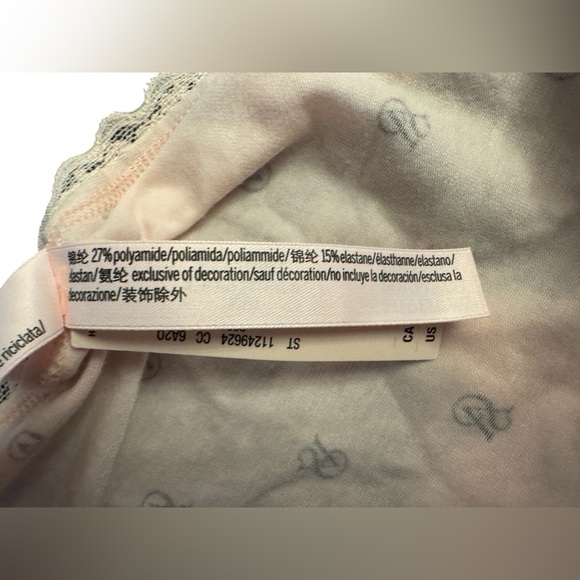 锦纶 27% polyamide/poliamida/poliammide/锦纶 15% elastane/élasthanne/elastano/
elastan/氨纶 exclusive of decoration/sauf décoration/no incluye la decoración/esclusa la
decorazione/装饰除外
riciclata/
ST 11249624 CC 6A20
CA
US